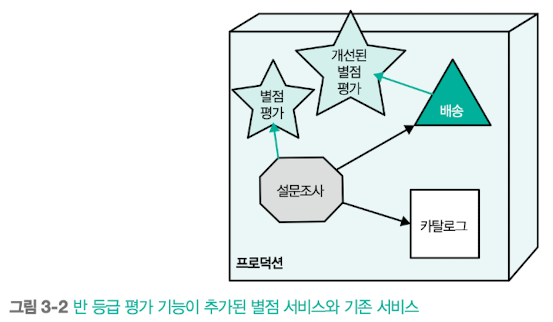 개선된
별점
평가
별점
평가
배송
설문조사
카탈로그
프로덕션
그림 3-2 반 등급 평가 기능이 추가된 별점 서비스와 기존 서비스